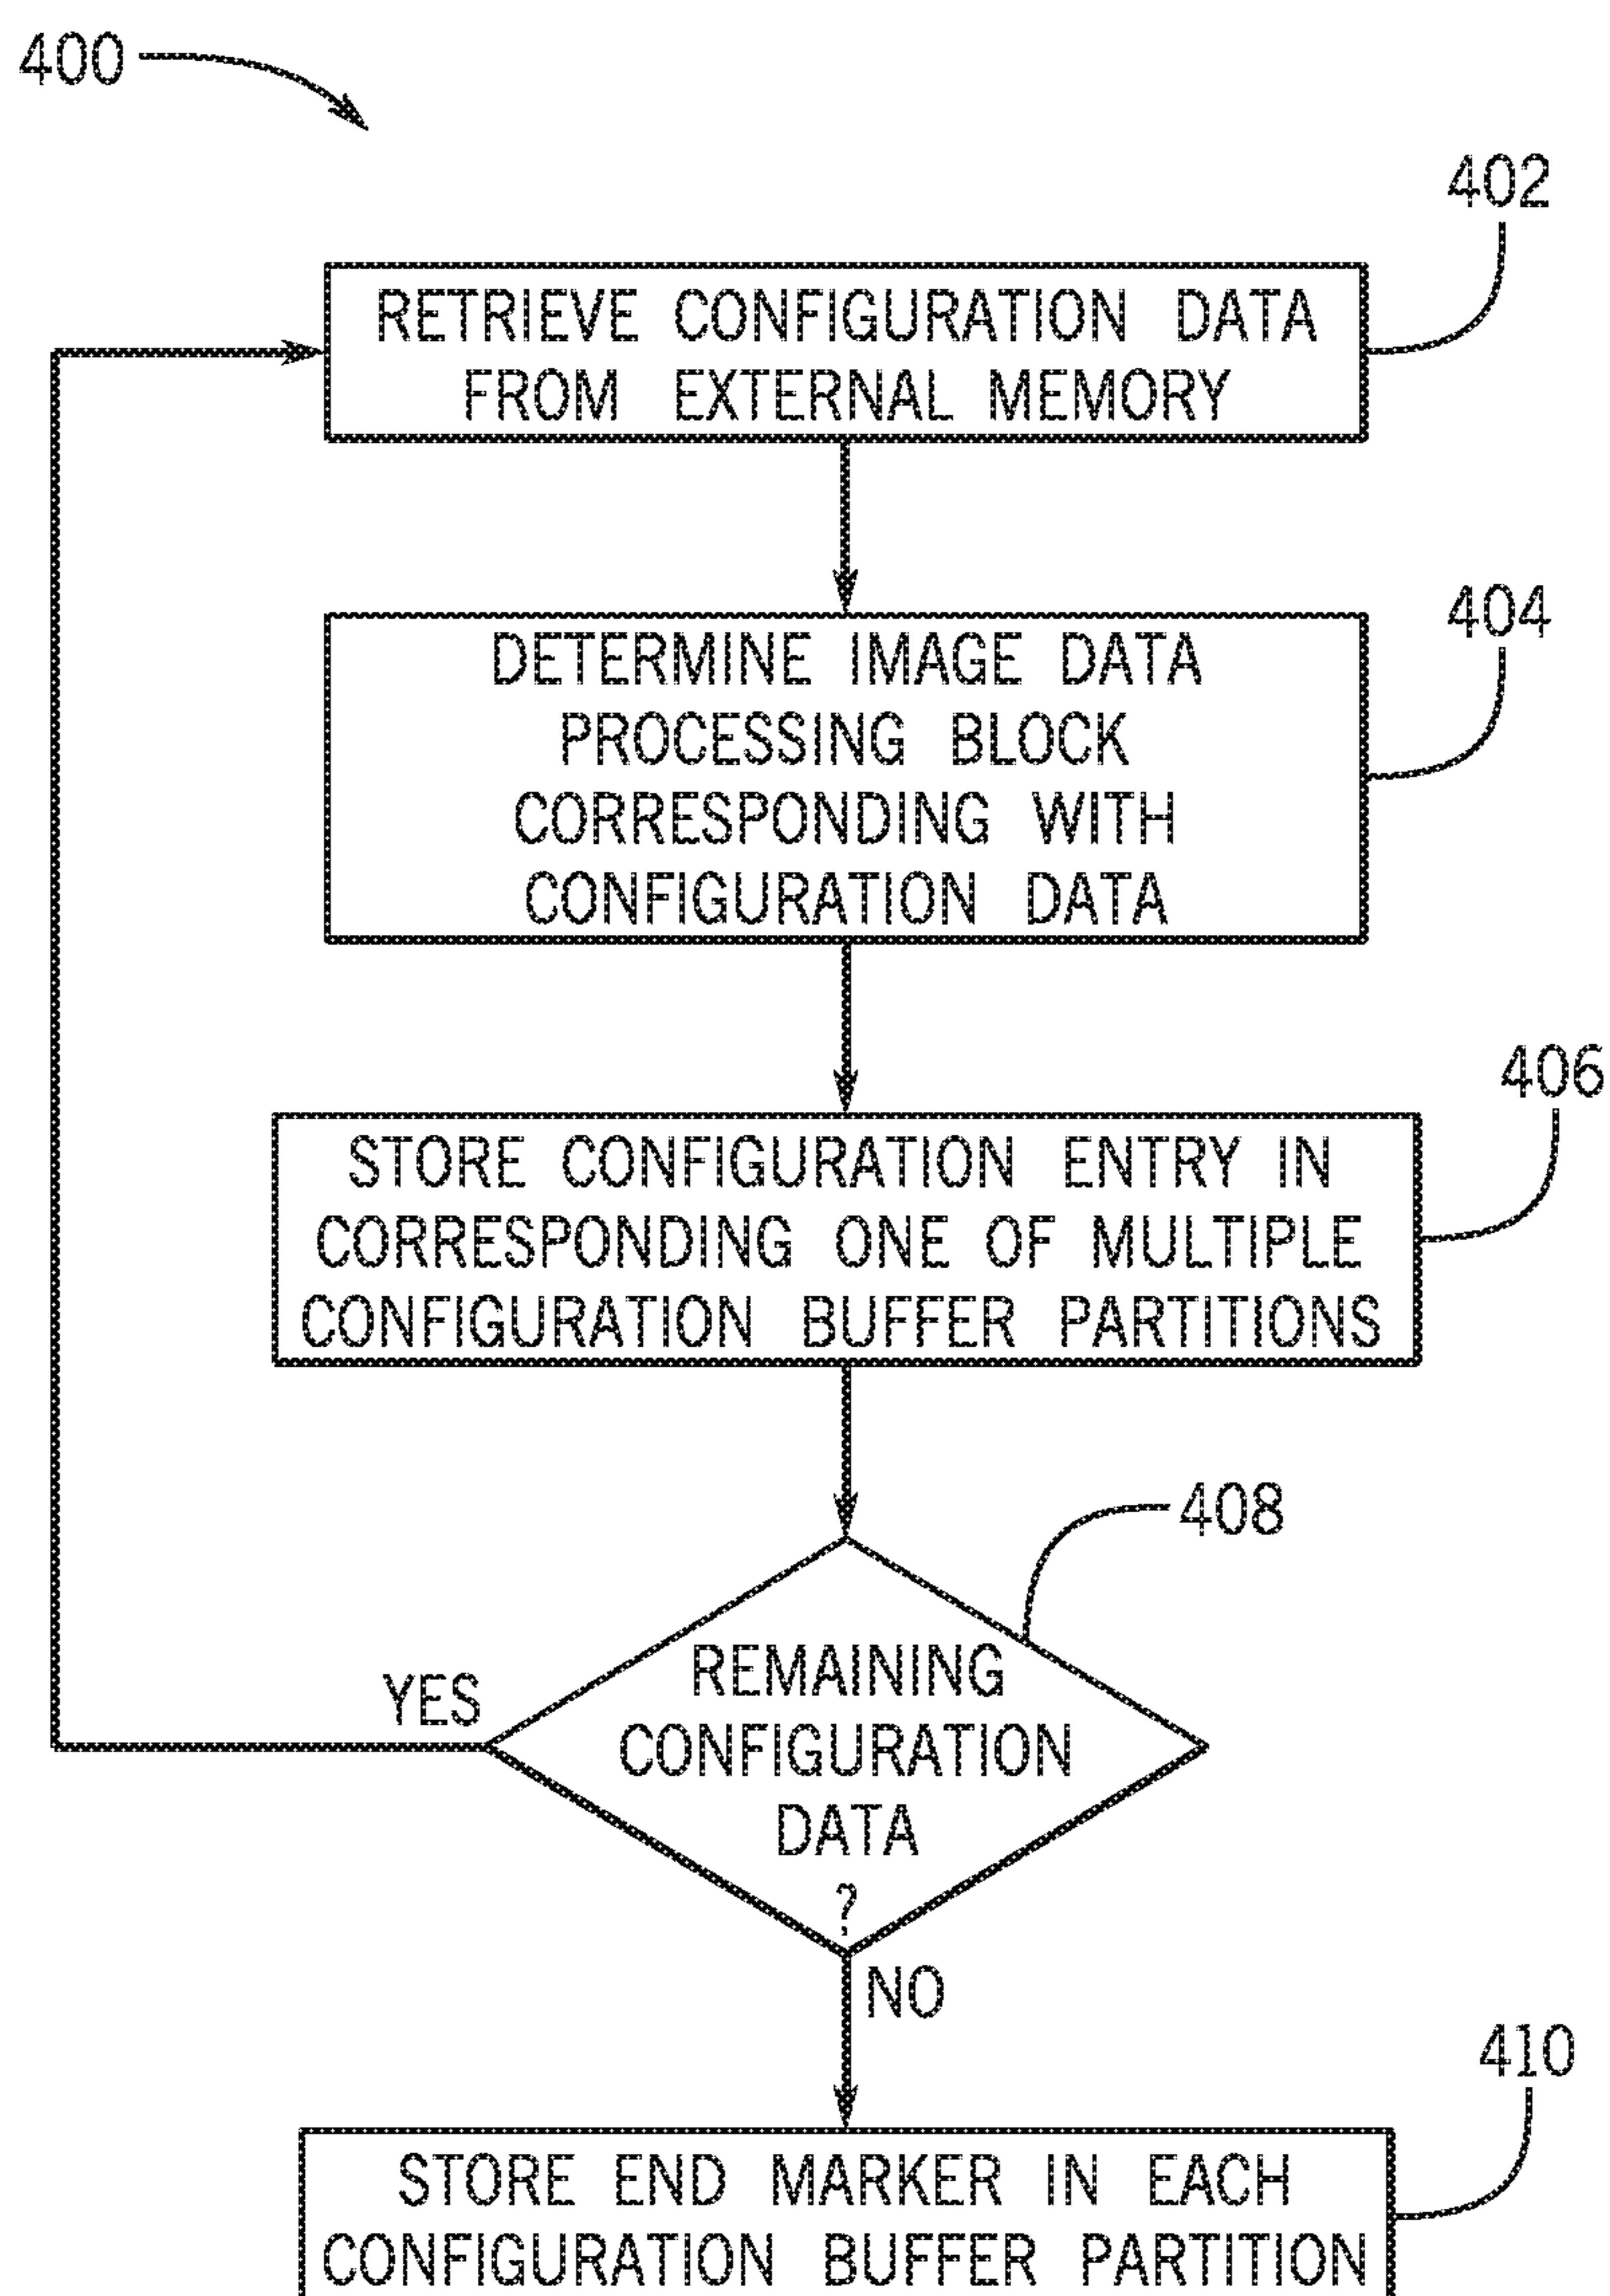 400
402
RETRIEVE CONFIGURATION DATA
FROM EXTERNAL MEMORY
404
DETERMINE IMAGE DATA
PROCESSING BLOCK
CORRESPONDING WITH
CONFIGURATION DATA
406
STORE CONFIGURATION ENTRY IN
CORRESPONDING ONE OF MULTIPLE
CONFIGURATION BUFFER PARTITIONS
408
REMAINING
CONFIGURATION
DATA
?
YES
NO
410
STORE END MARKER IN EACH
CONFIGURATION BUFFER PARTITION